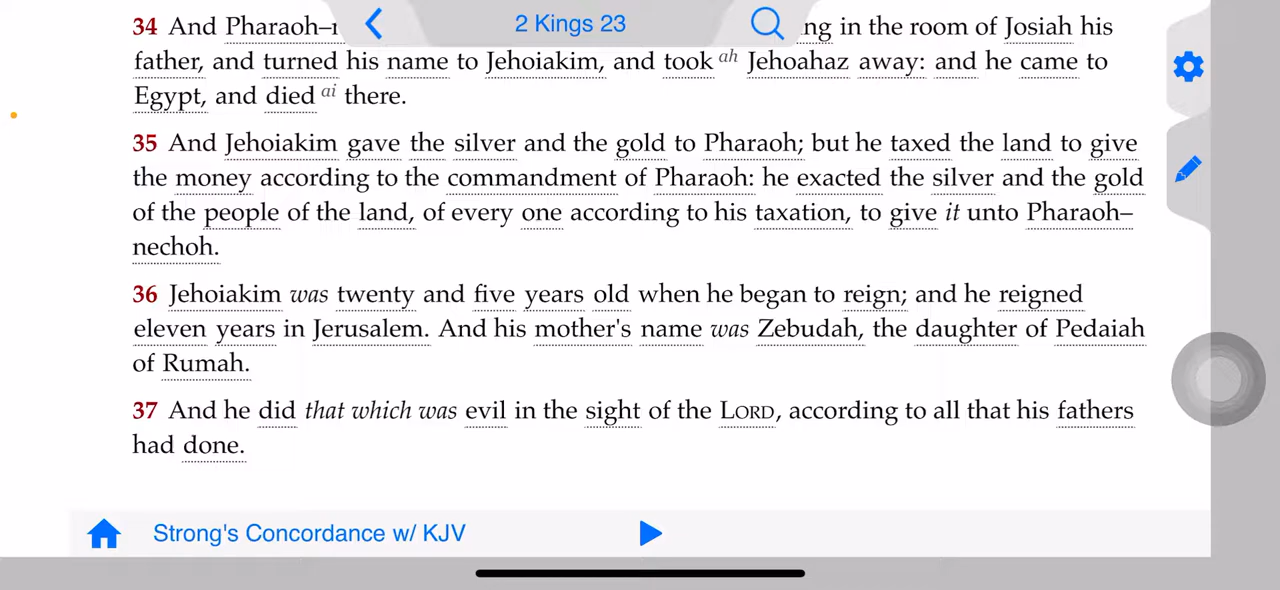 2 Kings 23
34 And Pharaoh– in the room of Josiah his
father, and turned his name to Jehoiakim, and took ah Jehoahaz away: and he came to
Egypt, and died ai there.
35 And Jehoiakim gave the silver and the gold to Pharaoh; but he taxed the land to give
the money according to the commandment of Pharaoh: he exacted the silver and the gold
of the people of the land, of every one according to his taxation, to give it unto Pharaoh–
nechoh.
36 Jehoiakim was twenty and five years old when he began to reign; and he reigned
eleven years in Jerusalem. And his mother's name was Zebudah, the daughter of Pedaiah
of Rumah.
37 And he did that which was evil in the sight of the LORD, according to all that his fathers
had done.
Strong's Concordance w/ KJV